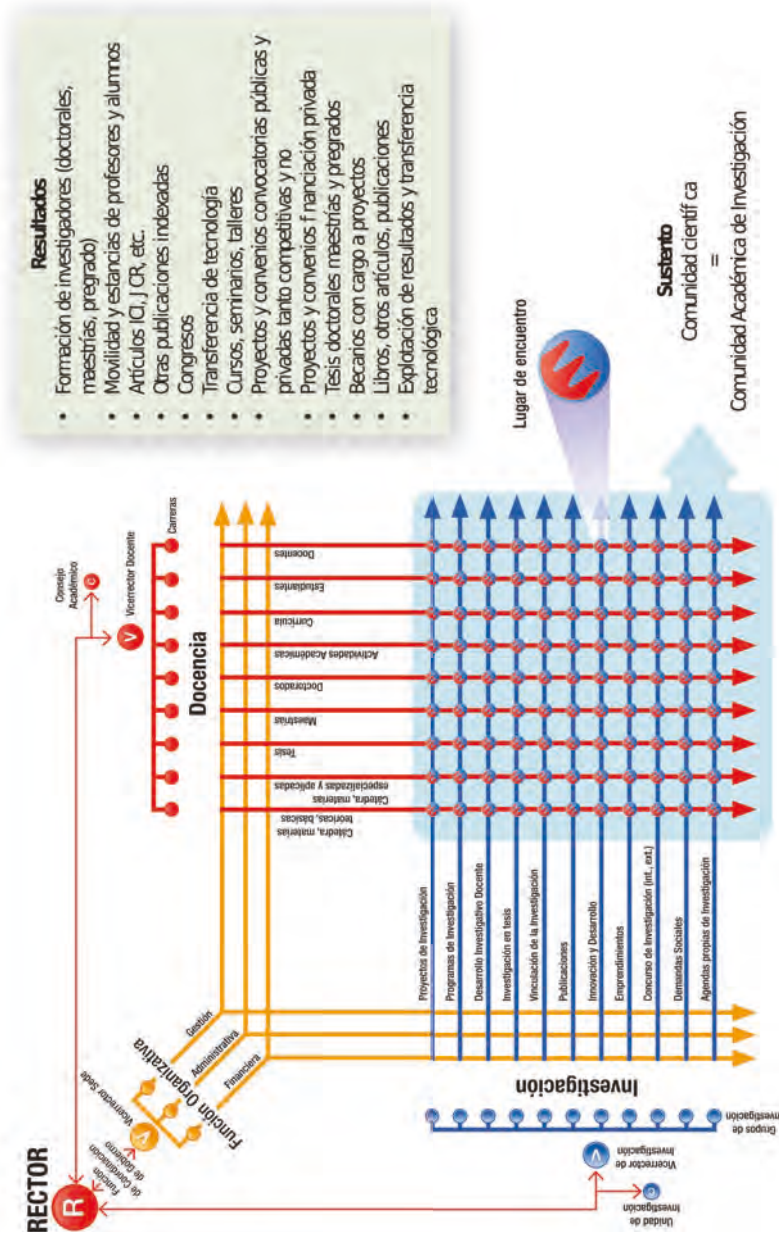 RECTOR
R
Función
de Coordinación
de Gobierno
V
Vicerrector Sede
Función Organizativa
Gestión
Administrativa
Financiera
Consejo
Académico
e
V
Vicerrector Docente
Carreras
Docencia
Cátedra, materias
teóricas, básicas
Cátedra, materias
especializadas y aplicadas
Tesis
Maestrías
Doctorados
Actividades Académicas
Currícula
Estudiantes
Docentes
Unidad de
Investigación
e
V
Vicerrector de
Investigación
Grupos de
Investigación
Investigación
Proyectos de Investigación
Programas de Investigación
Desarrollo Investigativo Docente
Investigación en tesis
Vinculación de la Investigación
Publicaciones
Innovación y Desarrollo
Emprendimientos
Concurso de Investigación (int., ext.)
Demandas Sociales
Agendas propias de Investigación
Lugar de encuentro
Resultados
• Formación de investigadores (doctorales,
maestrías, pregrado)
• Movilidad y estancias de profesores y alumnos
• Artículos ICI, J CR, etc.
• Otras publicaciones indexadas
• Congresos
• Transferencia de tecnología
• Cursos, seminarios, talleres
• Proyectos y convenios convocatorias públicas y
privadas tanto competitivas y no
• Proyectos y convenios f nanciación privada
• Tesis doctorales maestrías y pregrados
• Becarios con cargo a proyectos
• Libros, otros artículos, publicaciones
• Explotación de resultados y transferencia
tecnológica
Sustento
Comunidad científ ca
=
Comunidad Académica de Investigación